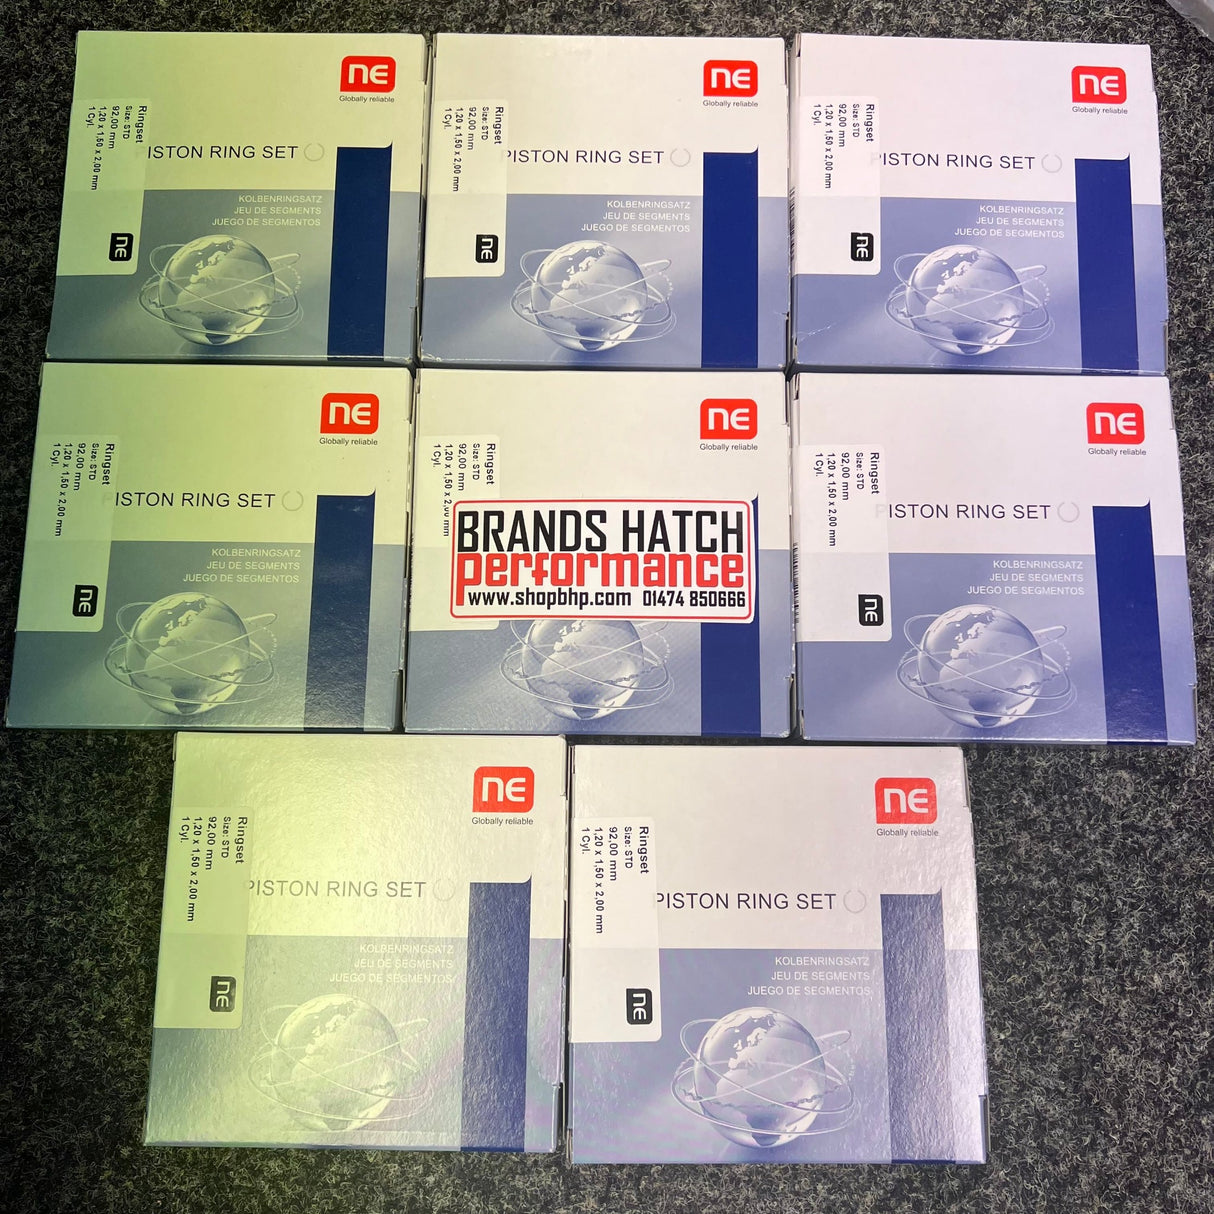 NE
Globally reliable
Ringset
Size: STD
92,00 mm
1,20 x 1,50 x 2,00 mm
1 Cyl.
NE
ISTON RING SET
KOLBENRINGSATZ
JEU DE SEGMENTS
JUEGO DE SEGMENTOS
NE
Globally reliable
Ringset
Size: STD
92,00 mm
1,20 x 1,50 x 2,00 mm
1 Cyl.
NE
PISTON RING SET
KOLBENRINGSATZ
JEU DE SEGMENTS
JUEGO DE SEGMENTOS
NE
Globally reliable
Ringset
Size: STD
92,00 mm
1,20 x 1,50 x 2,00 mm
1 Cyl.
NE
PISTON RING SET
KOLBENRINGSATZ
JEU DE SEGMENTS
JUEGO DE SEGMENTOS
NE
Globally reliable
Ringset
Size: STD
92,00 mm
1,20 x 1,50 x 2,00 mm
1 Cyl.
NE
PISTON RING SET
KOLBENRINGSATZ
JEU DE SEGMENTS
JUEGO DE SEGMENTOS
NE
Globally reliable
Ringset
Size: STD
92,00 mm
1,20 x 1,50 x 2,00 mm
1 Cyl.
BRANDS HATCH
performance
www.shopbhp.com 01474 850666
NE
Globally reliable
Ringset
Size: STD
92,00 mm
1,20 x 1,50 x 2,00 mm
1 Cyl.
NE
PISTON RING SET
KOLBENRINGSATZ
JEU DE SEGMENTS
JUEGO DE SEGMENTOS
NE
Globally reliable
Ringset
Size: STD
92,00 mm
1,20 x 1,50 x 2,00 mm
1 Cyl.
NE
PISTON RING SET
KOLBENRINGSATZ
JEU DE SEGMENTS
JUEGO DE SEGMENTOS
NE
Globally reliable
Ringset
Size: STD
92,00 mm
1,20 x 1,50 x 2,00 mm
1 Cyl.
NE
PISTON RING SET
KOLBENRINGSATZ
JEU DE SEGMENTS
JUEGO DE SEGMENTOS